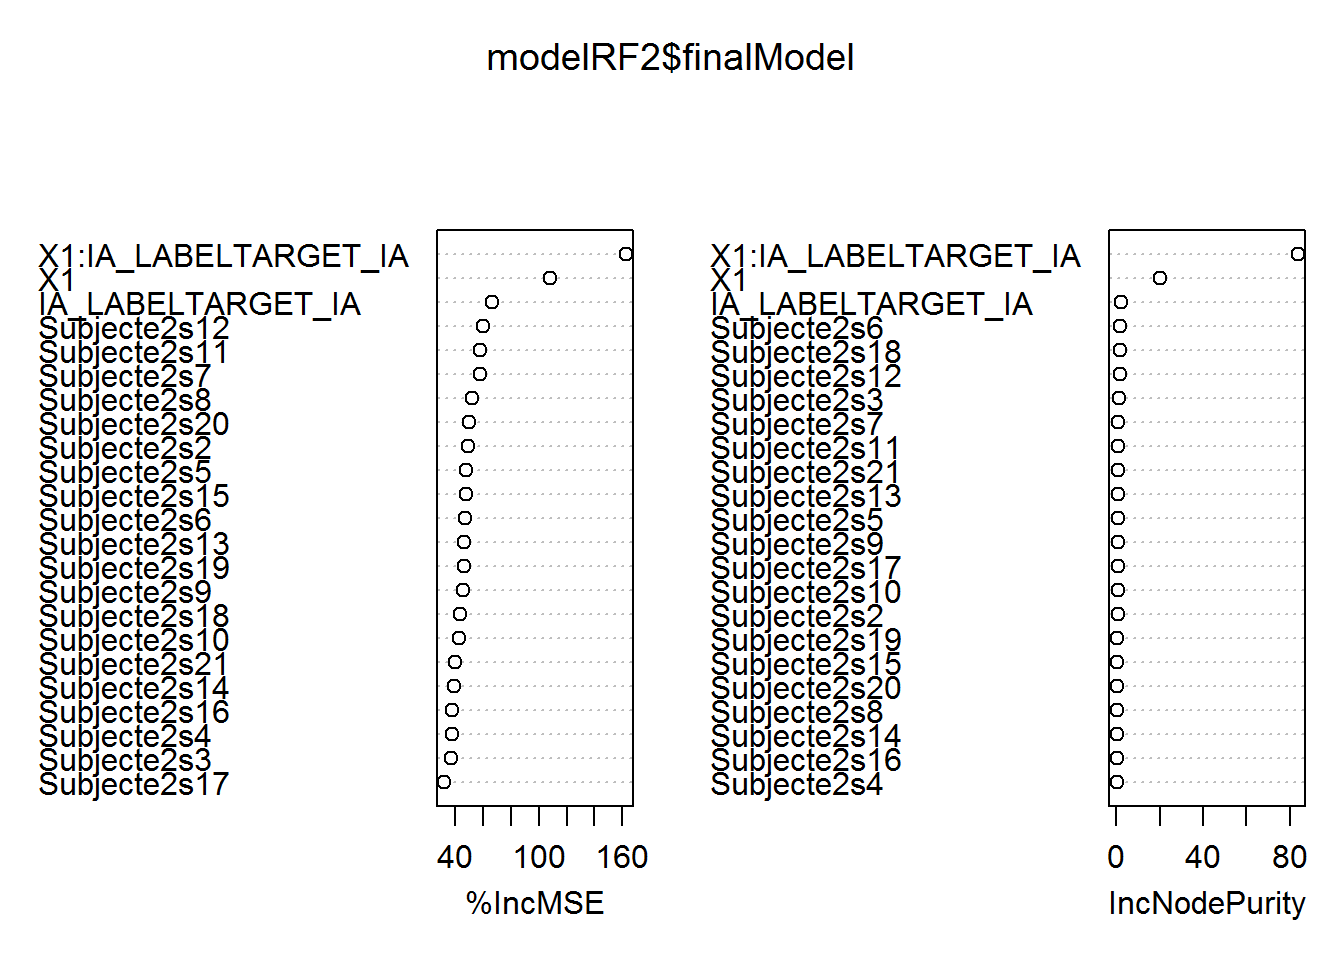 modelRF2$finalModel
X1:IA_LABELTARGET_IA
X1
IA_LABELTARGET_IA
Subjecte2s12
Subjecte2s11
Subjecte2s7
Subjecte2s8
Subjecte2s20
Subjecte2s2
Subjecte2s5
Subjecte2s15
Subjecte2s6
Subjecte2s13
Subjecte2s19
Subjecte2s9
Subjecte2s18
Subjecte2s10
Subjecte2s21
Subjecte2s14
Subjecte2s16
Subjecte2s4
Subjecte2s3
Subjecte2s17
40 100 160
%IncMSE
X1:IA_LABELTARGET_IA
X1
IA_LABELTARGET_IA
Subjecte2s6
Subjecte2s18
Subjecte2s12
Subjecte2s3
Subjecte2s7
Subjecte2s11
Subjecte2s21
Subjecte2s13
Subjecte2s5
Subjecte2s9
Subjecte2s17
Subjecte2s10
Subjecte2s2
Subjecte2s19
Subjecte2s15
Subjecte2s20
Subjecte2s8
Subjecte2s14
Subjecte2s16
Subjecte2s4
0 40 80
IncNodePurity